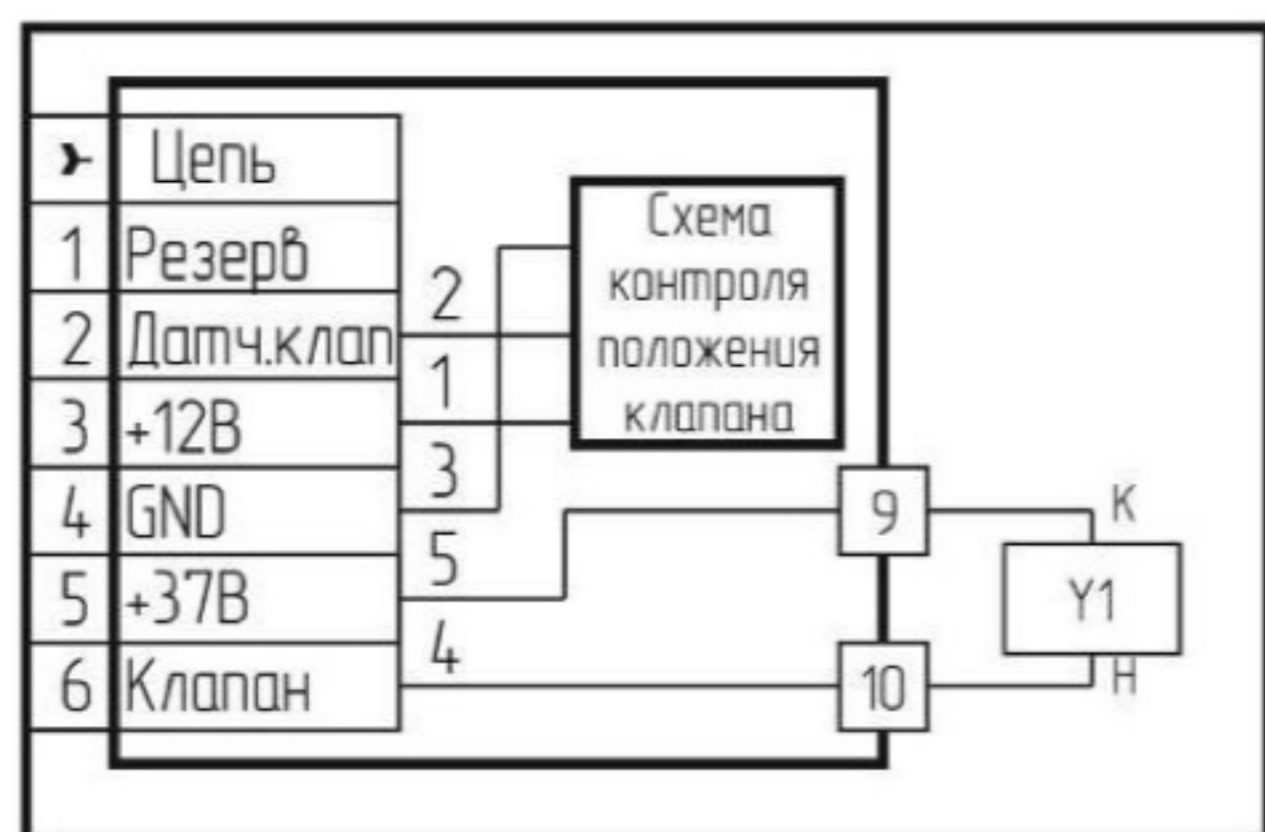 Цепь
1 Резерв
2 Датч.клап
3 +12В
4 GND
5 +37В
6 Клапан
2
1
3
5
4
Схема
контроля
положения
клапана
9
10
К
Y1
Н